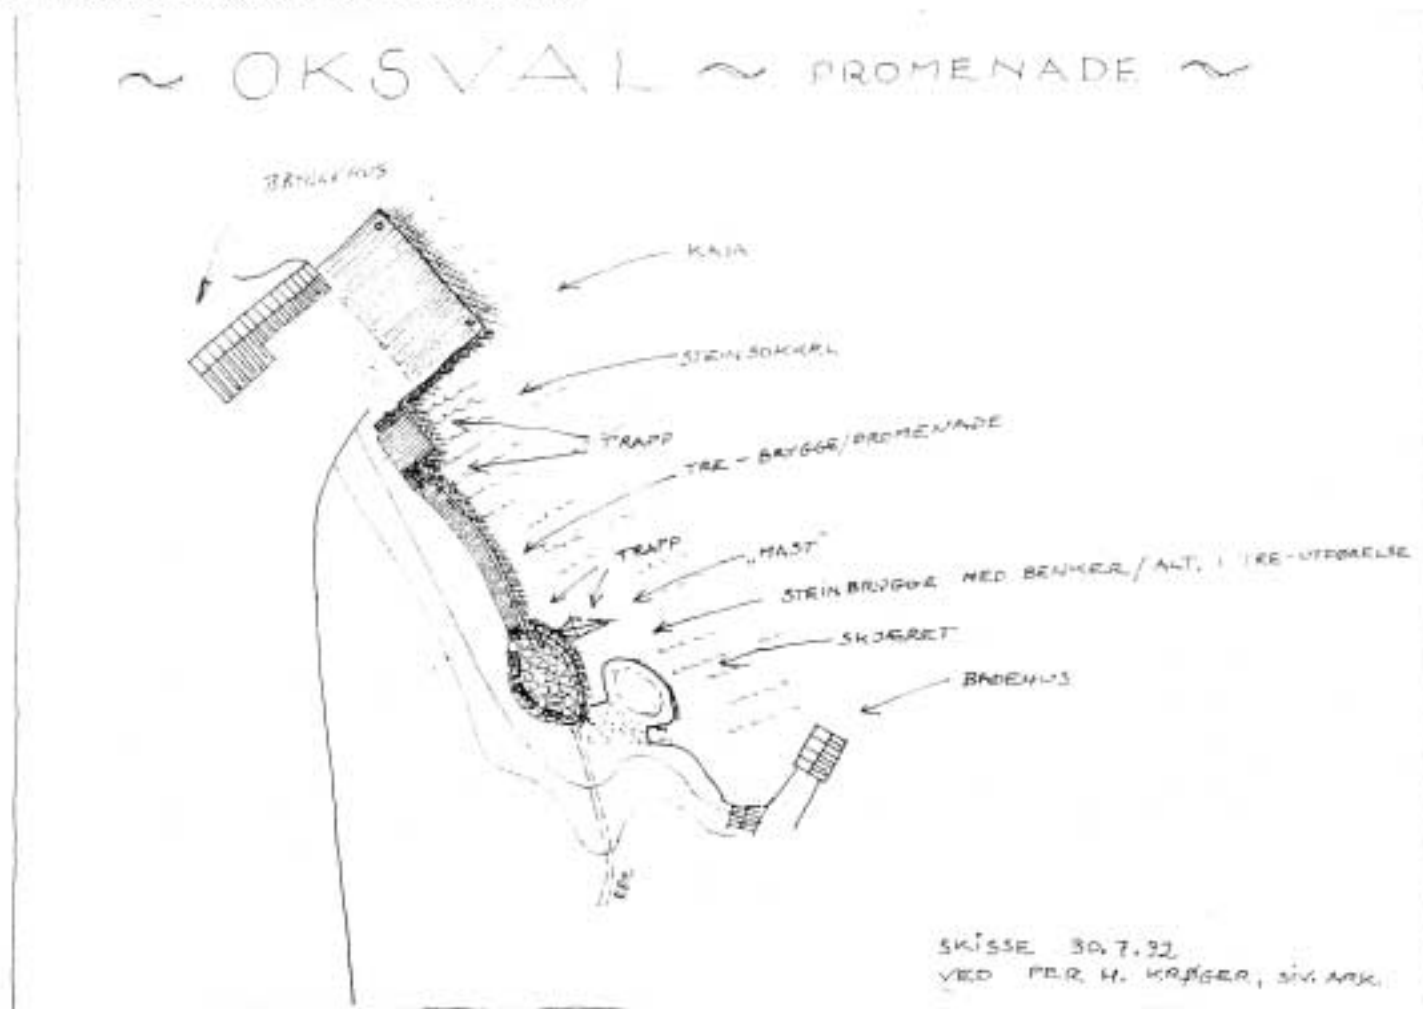 ~ OKSVAL ~ PROMENADE ~
BRYGGEHUS
KAIA
STEINSOKKEL
TRAPP
TRE-BRYGGE/PROMENADE
TRAPP
"MAST"
STEINBRYGGE MED BENKER/ALT. I TRE-UTFØRELSE
SKJÆRET
BADEHUS
SKISSE 30.7.92
VED PER H. KRØGER, SIV. ARK.